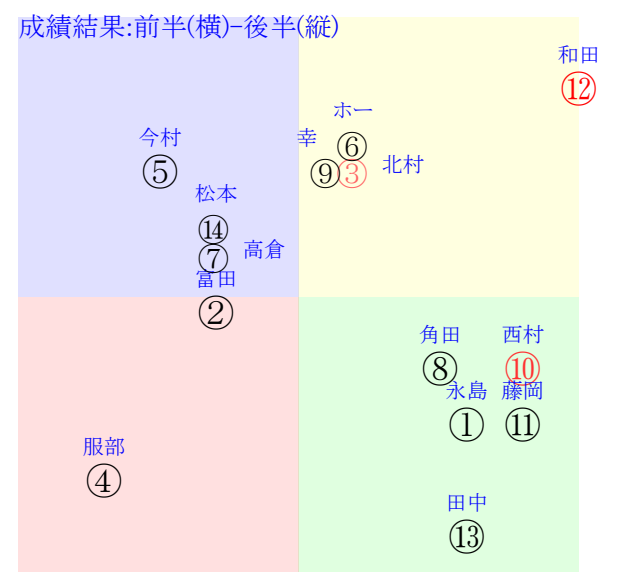 成績結果:前半(横)-後半(縦)
和田
⑫
ホー
⑥
幸
⑨
③
北村
今村
⑤
松本
⑭
高倉
⑦
富田
②
角田
⑧
西村
⑩
永島
①
藤岡
⑪
服部
④
田中
⑬